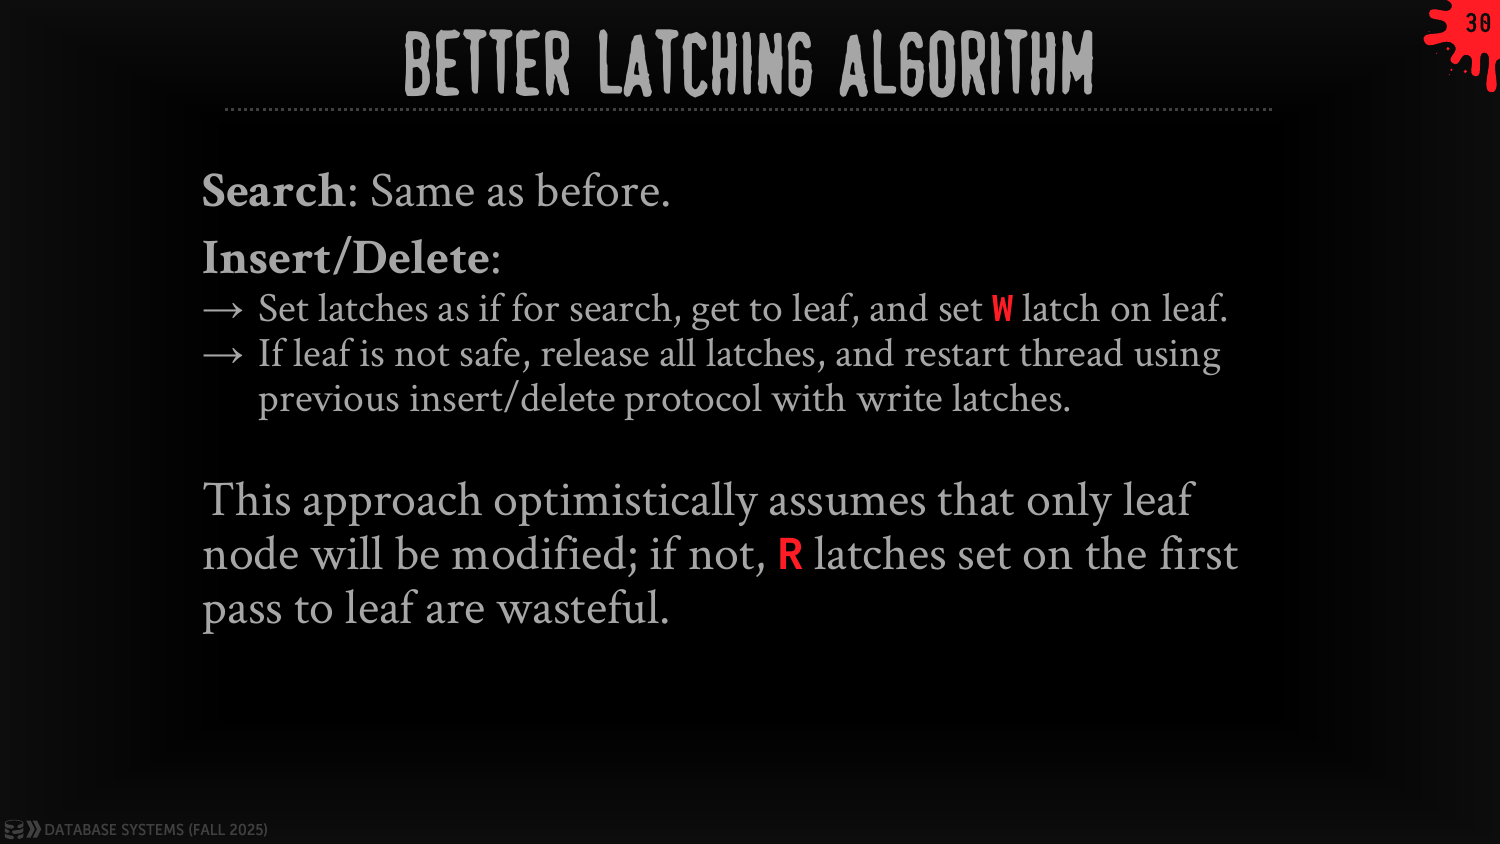 30
BETTER LATCHING ALGORITHM
Search: Same as before.
Insert/Delete:
→ Set latches as if for search, get to leaf, and set W latch on leaf.
→ If leaf is not safe, release all latches, and restart thread using
previous insert/delete protocol with write latches.
This approach optimistically assumes that only leaf
node will be modified; if not, R latches set on the first
pass to leaf are wasteful.
DATABASE SYSTEMS (FALL 2025)